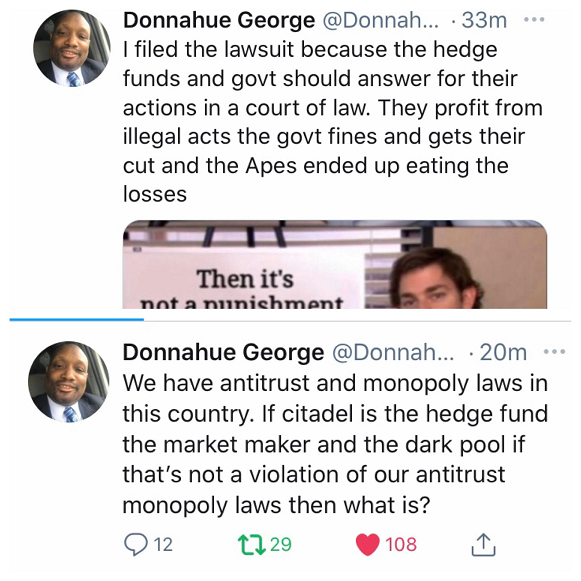 Donnahue George @Donnah... · 33m
I filed the lawsuit because the hedge
funds and govt should answer for their
actions in a court of law. They profit from
illegal acts the govt fines and gets their
cut and the Apes ended up eating the
losses
Then it's
not a punishment
Donnahue George @Donnah... · 20m
We have antitrust and monopoly laws in
this country. If citadel is the hedge fund
the market maker and the dark pool if
that's not a violation of our antitrust
monopoly laws then what is?
12 29 108